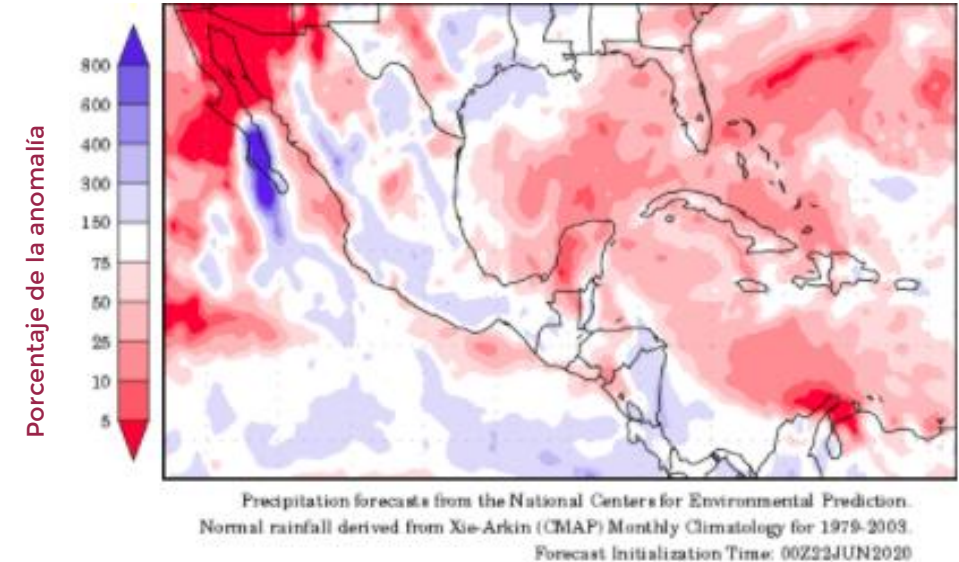 Porcentaje de la anomalía
800
600
400
300
150
75
50
25
10
5
Precipitation forecasts from the National Centers for Environmental Prediction.
Normal rainfall derived from Xie-Arkin (CMAP) Monthly Climatology for 1979-2003.
Forecast Initialization Time: 00Z22JUN2020